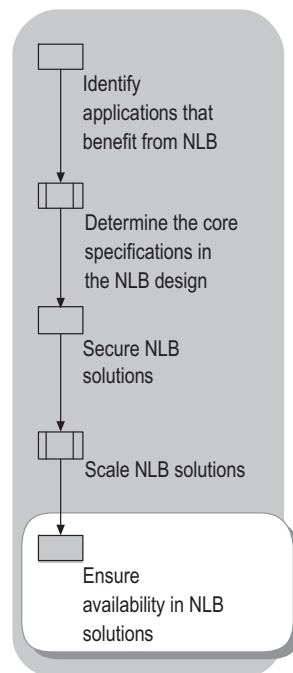 Identify
applications that
benefit from NLB
Determine the core
specifications in
the NLB design
Secure NLB
solutions
Scale NLB solutions
Ensure
availability in NLB
solutions